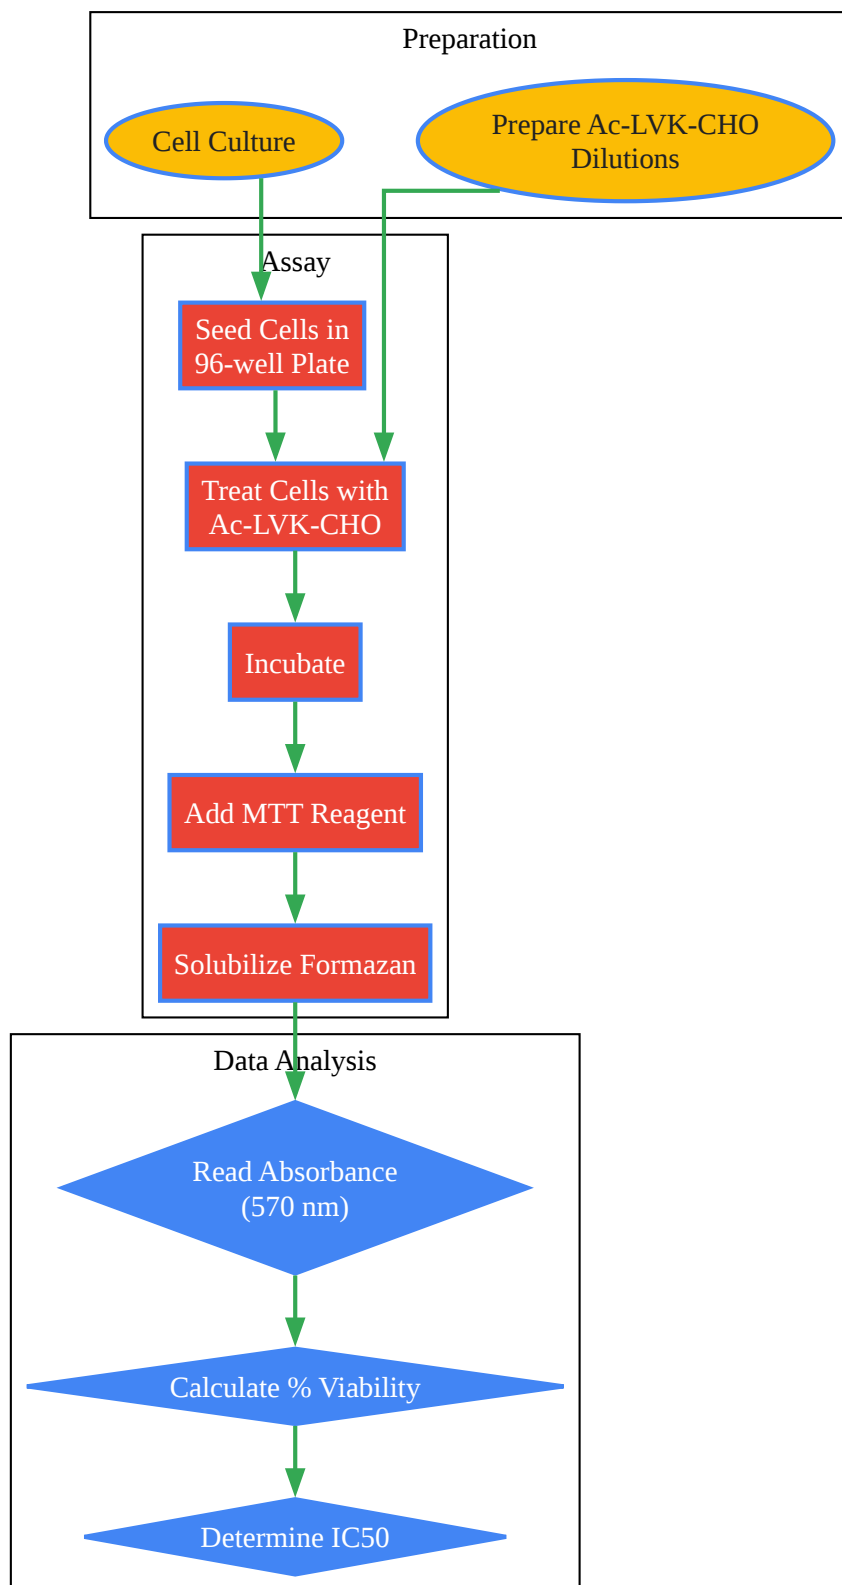 Preparation
Cell Culture
Prepare Ac-LVK-CHO
Dilutions
Assay
Seed Cells in
96-well Plate
Treat Cells with
Ac-LVK-CHO
Incubate
Add MTT Reagent
Solubilize Formazan
Data Analysis
Read Absorbance
(570 nm)
Calculate % Viability
Determine IC50